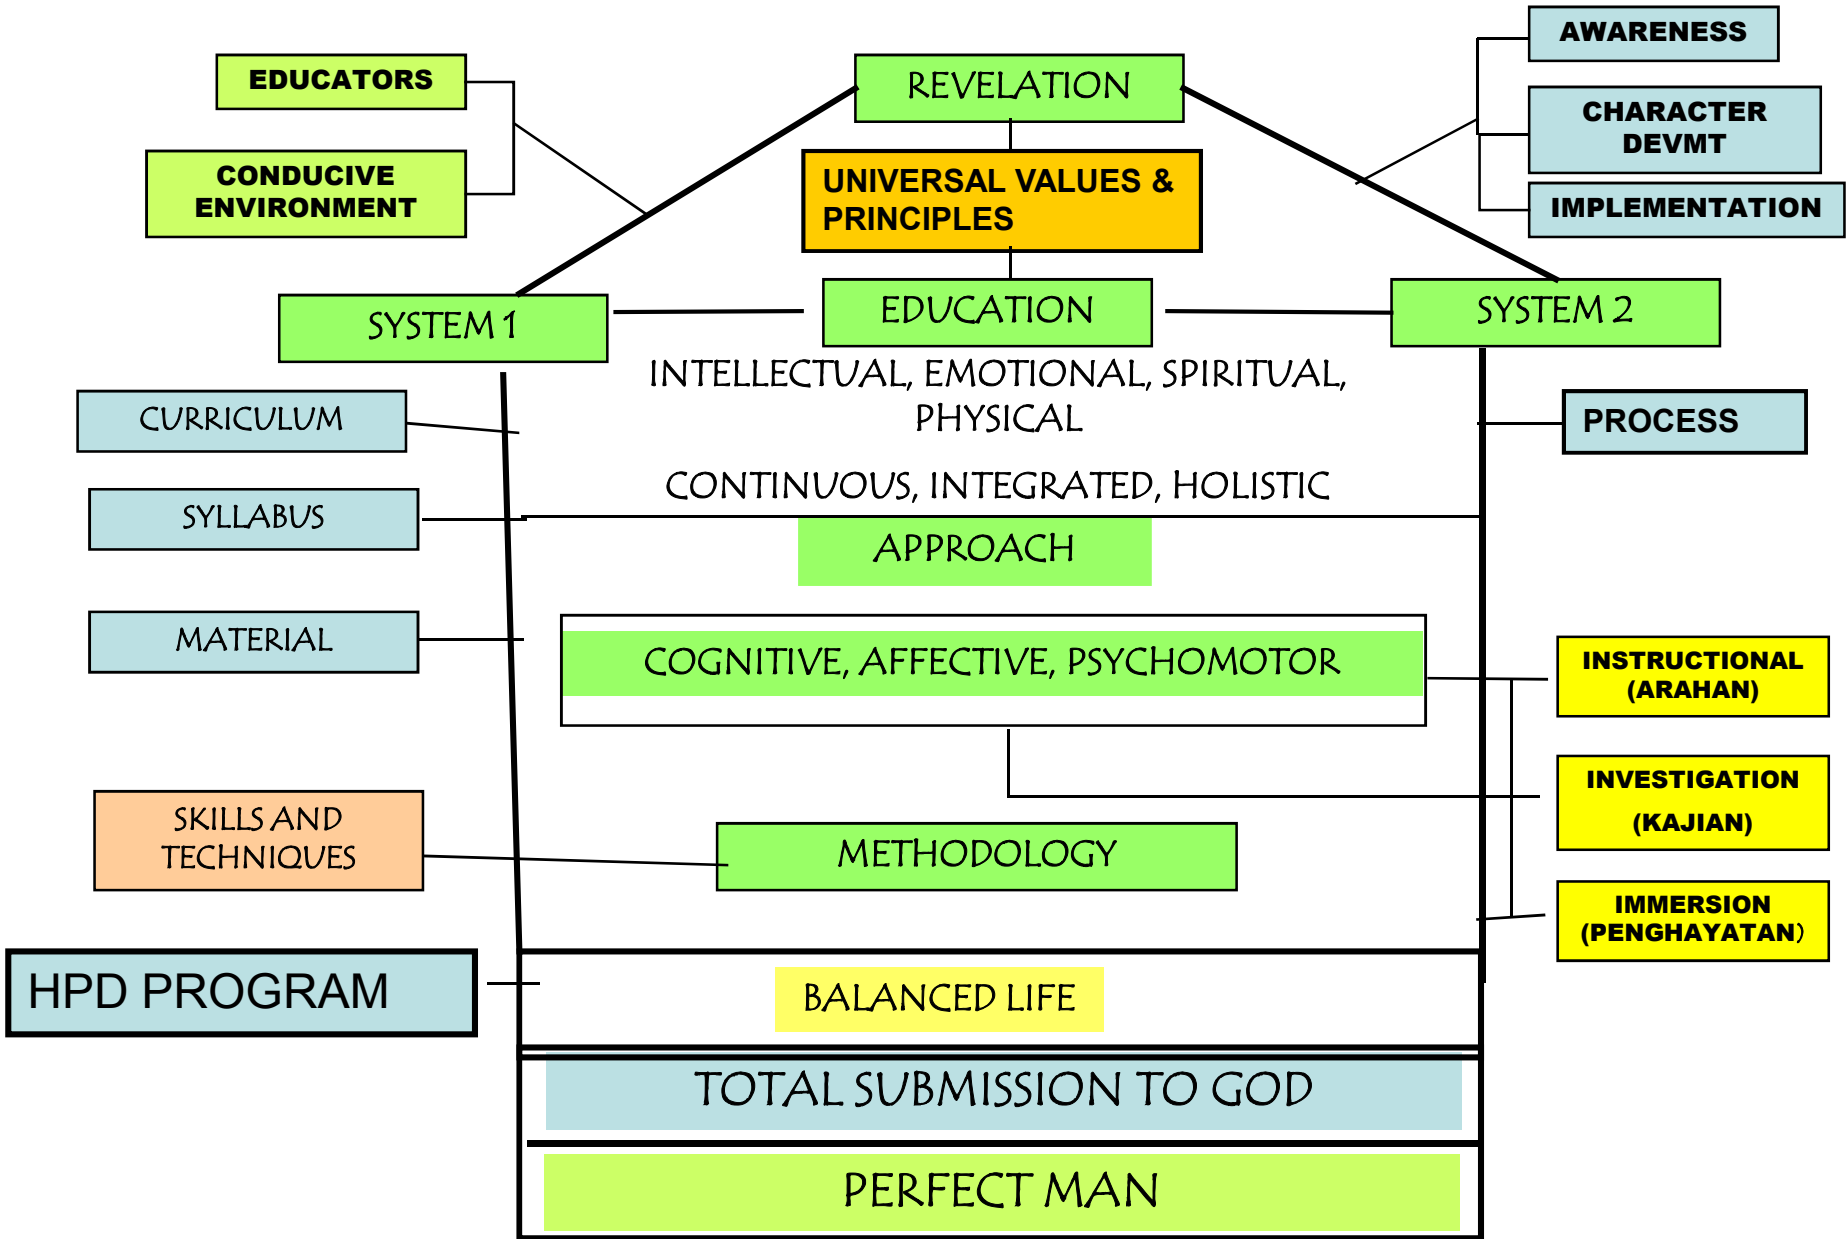 AWARENESS
EDUCATORS
REVELATION
CHARACTER
DEVMT
CONDUCIVE
ENVIRONMENT
UNIVERSAL VALUES &
PRINCIPLES
IMPLEMENTATION
SYSTEM 1
EDUCATION
SYSTEM 2
INTELLECTUAL, EMOTIONAL, SPIRITUAL,
PHYSICAL
CURRICULUM
PROCESS
CONTINUOUS, INTEGRATED, HOLISTIC
SYLLABUS
APPROACH
MATERIAL
COGNITIVE, AFFECTIVE, PSYCHOMOTOR
INSTRUCTIONAL
(ARAHAN)
INVESTIGATION
(KAJIAN)
SKILLS AND
TECHNIQUES
METHODOLOGY
IMMERSION
(PENGHAYATAN)
HPD PROGRAM
BALANCED LIFE
TOTAL SUBMISSION TO GOD
PERFECT MAN